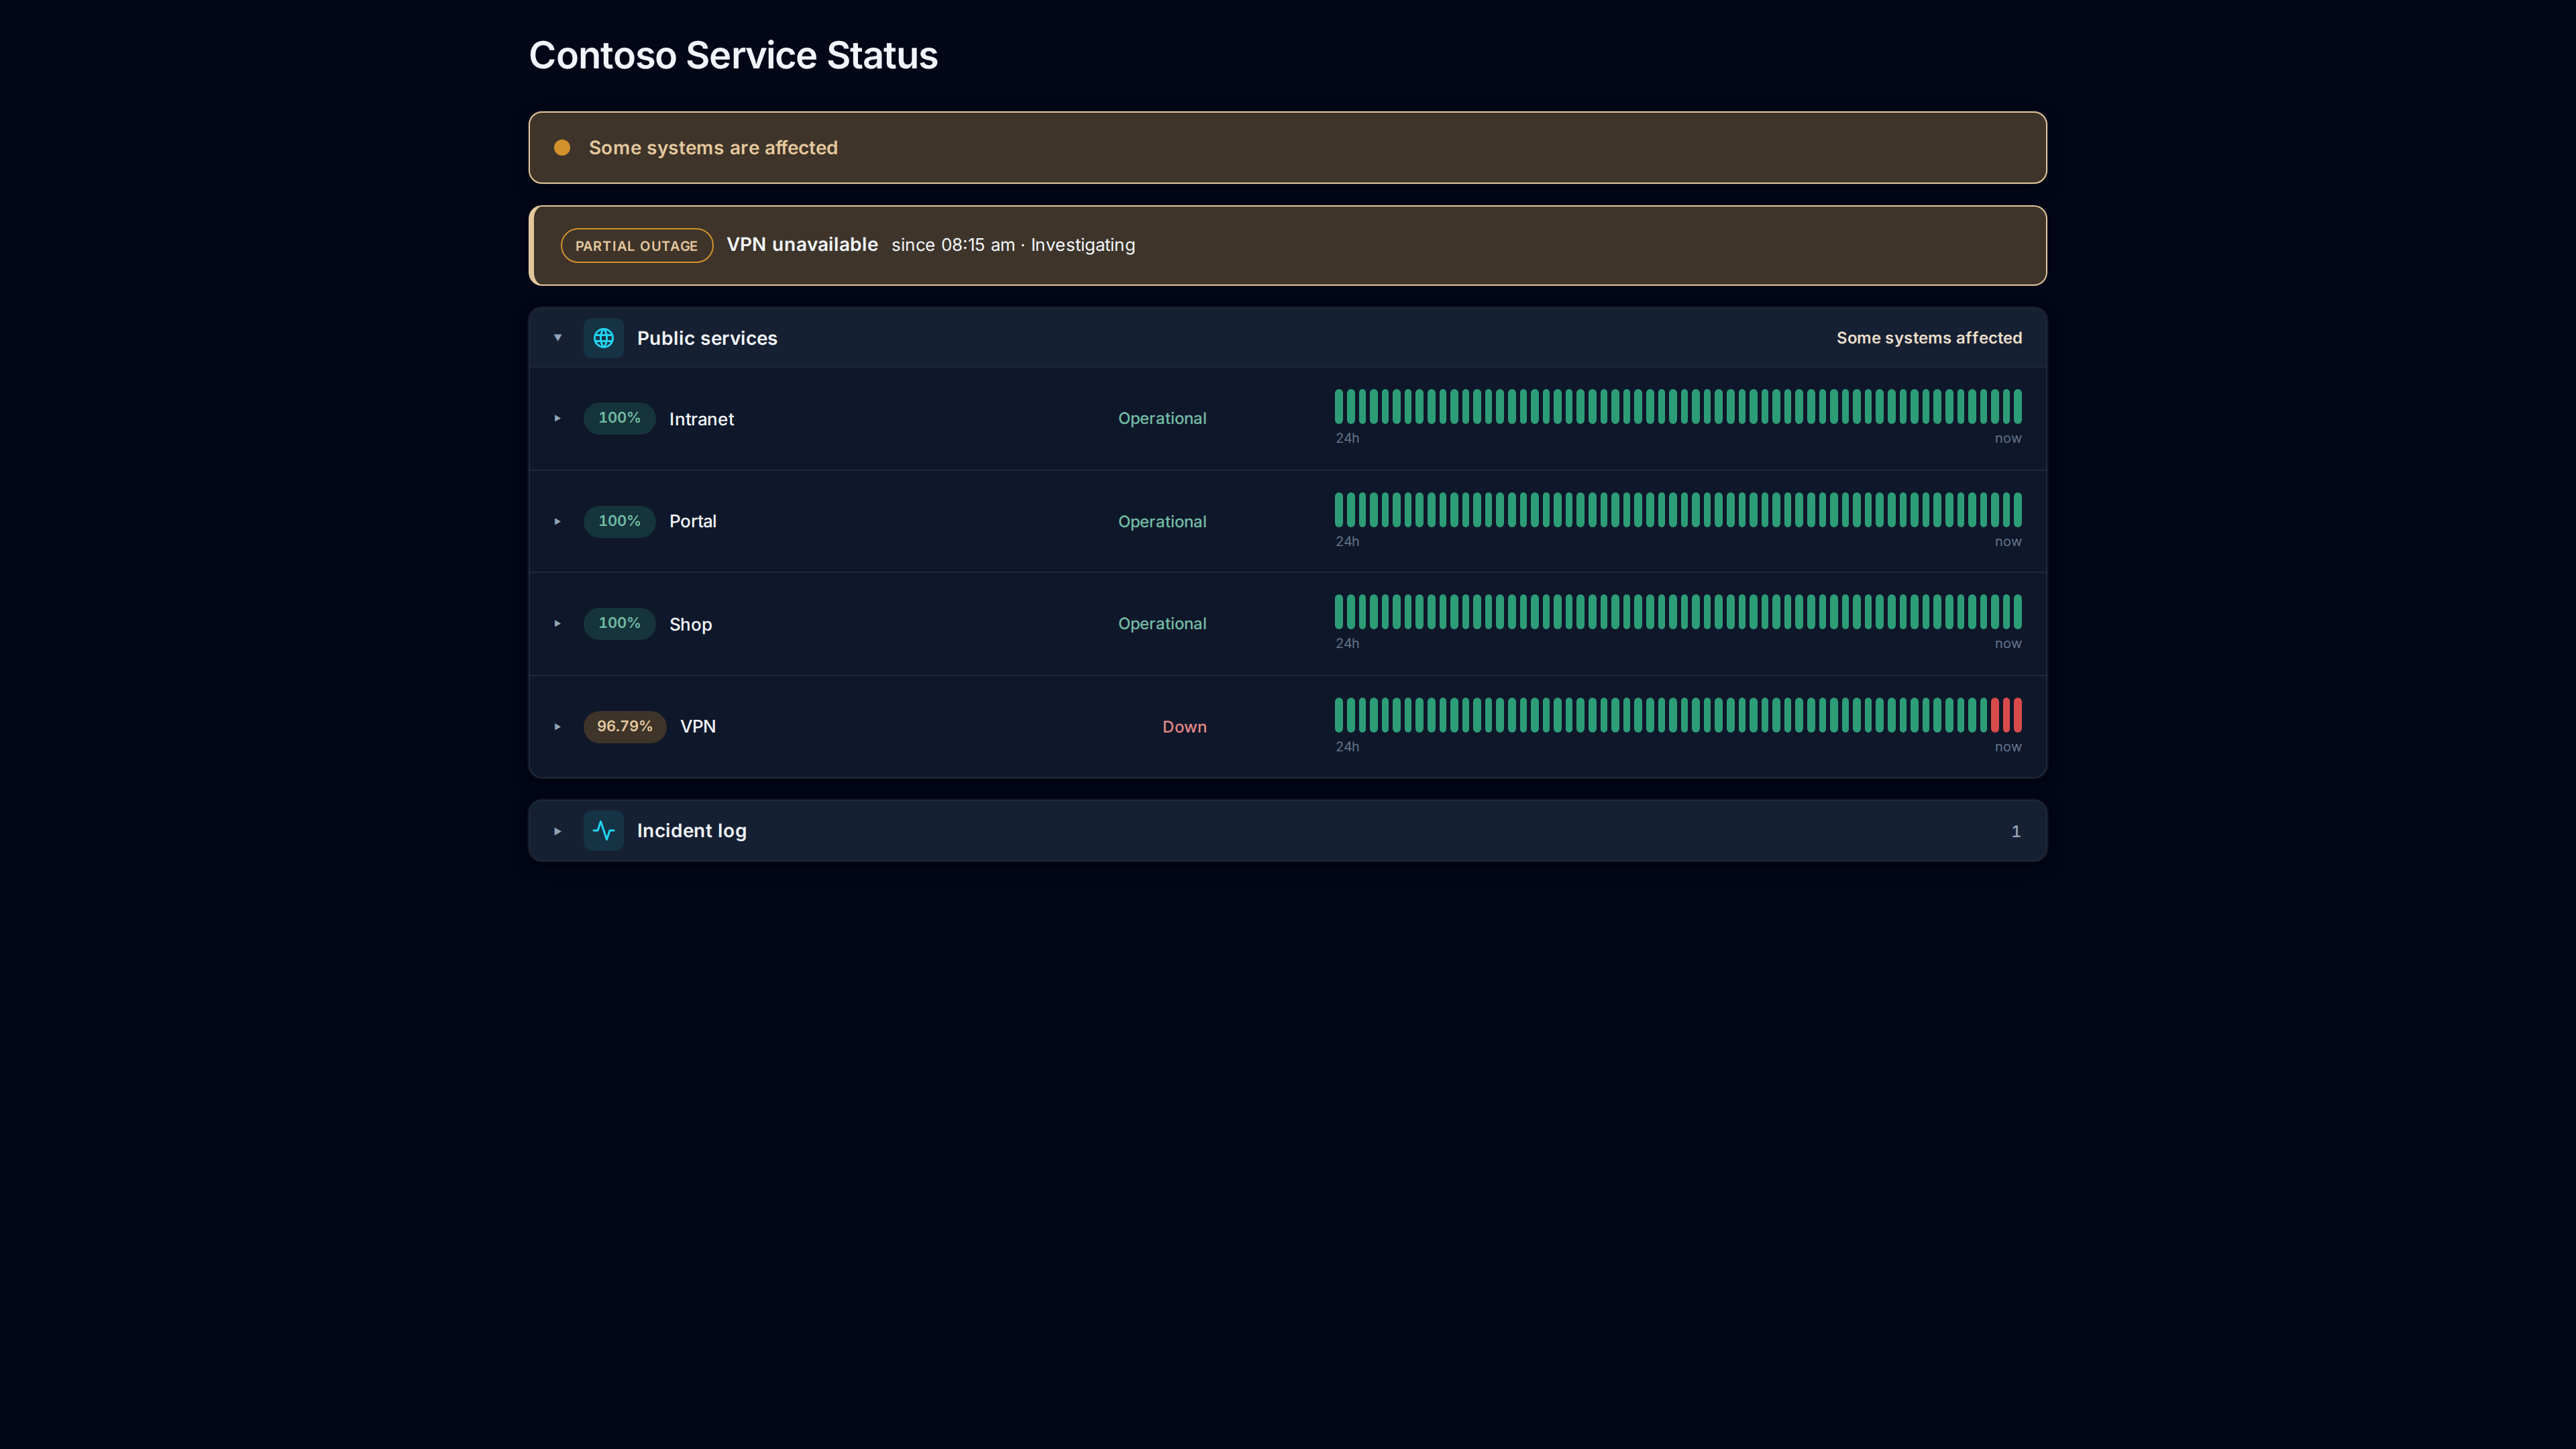 Contoso Service Status
Some systems are affected
PARTIAL OUTAGE VPN unavailable since 08:15 am · Investigating
Public services Some systems affected
100% Intranet Operational
24h now
100% Portal Operational
24h now
100% Shop Operational
24h now
96.79% VPN Down
24h now
Incident log 1